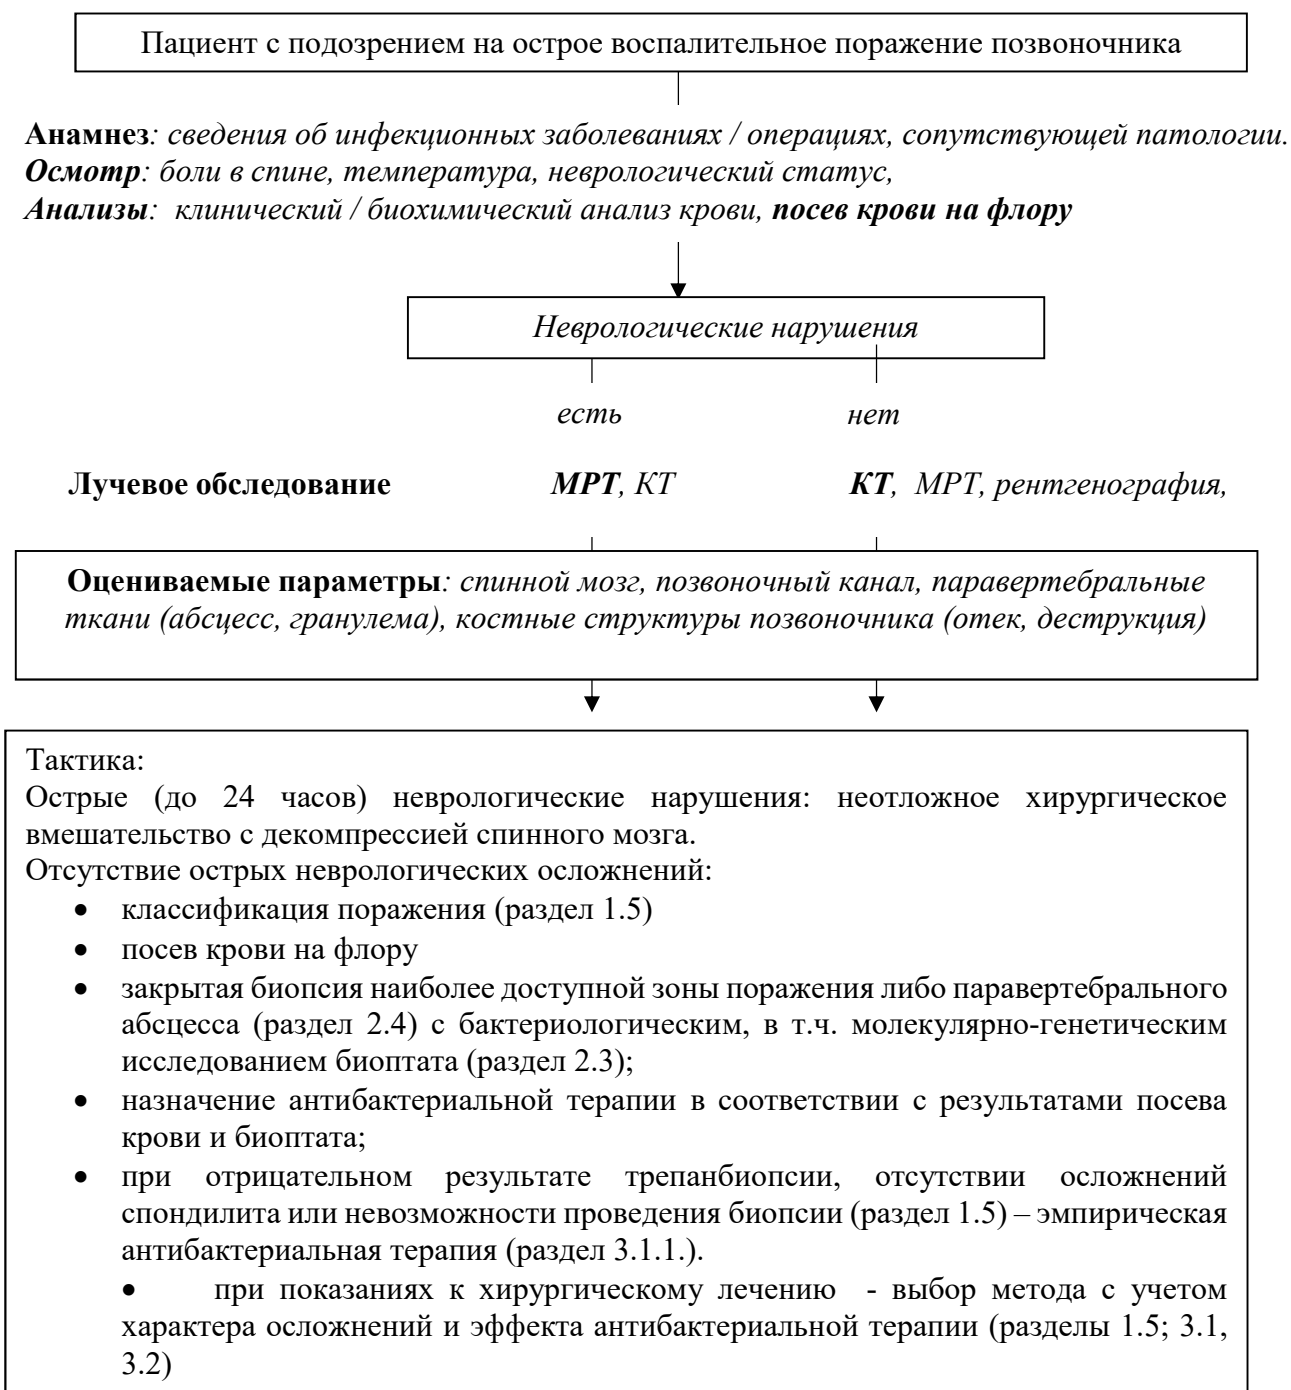 Пациент с подозрением на острое воспалительное поражение позвоночника
Анамнез: сведения об инфекционных заболеваниях / операциях, сопутствующей патологии.
Осмотр: боли в спине, температура, неврологический статус,
Анализы: клинический / биохимический анализ крови, посев крови на флору
Неврологические нарушения
есть нет
Лучевое обследование МРТ, КТ КТ, МРТ, рентгенография,
Оцениваемые параметры: спинной мозг, позвоночный канал, паравертебральные
ткани (абсцесс, гранулема), костные структуры позвоночника (отек, деструкция)
Тактика:
Острые (до 24 часов) неврологические нарушения: неотложное хирургическое
вмешательство с декомпрессией спинного мозга.
Отсутствие острых неврологических осложнений:
• классификация поражения (раздел 1.5)
• посев крови на флору
• закрытая биопсия наиболее доступной зоны поражения либо паравертебрального
абсцесса (раздел 2.4) с бактериологическим, в т.ч. молекулярно-генетическим
исследованием биоптата (раздел 2.3);
• назначение антибактериальной терапии в соответствии с результатами посева
крови и биоптата;
• при отрицательном результате трепанбиопсии, отсутствии осложнений
спондилита или невозможности проведения биопсии (раздел 1.5) – эмпирическая
антибактериальная терапия (раздел 3.1.1.).
• при показаниях к хирургическому лечению - выбор метода с учетом
характера осложнений и эффекта антибактериальной терапии (разделы 1.5; 3.1,
3.2)